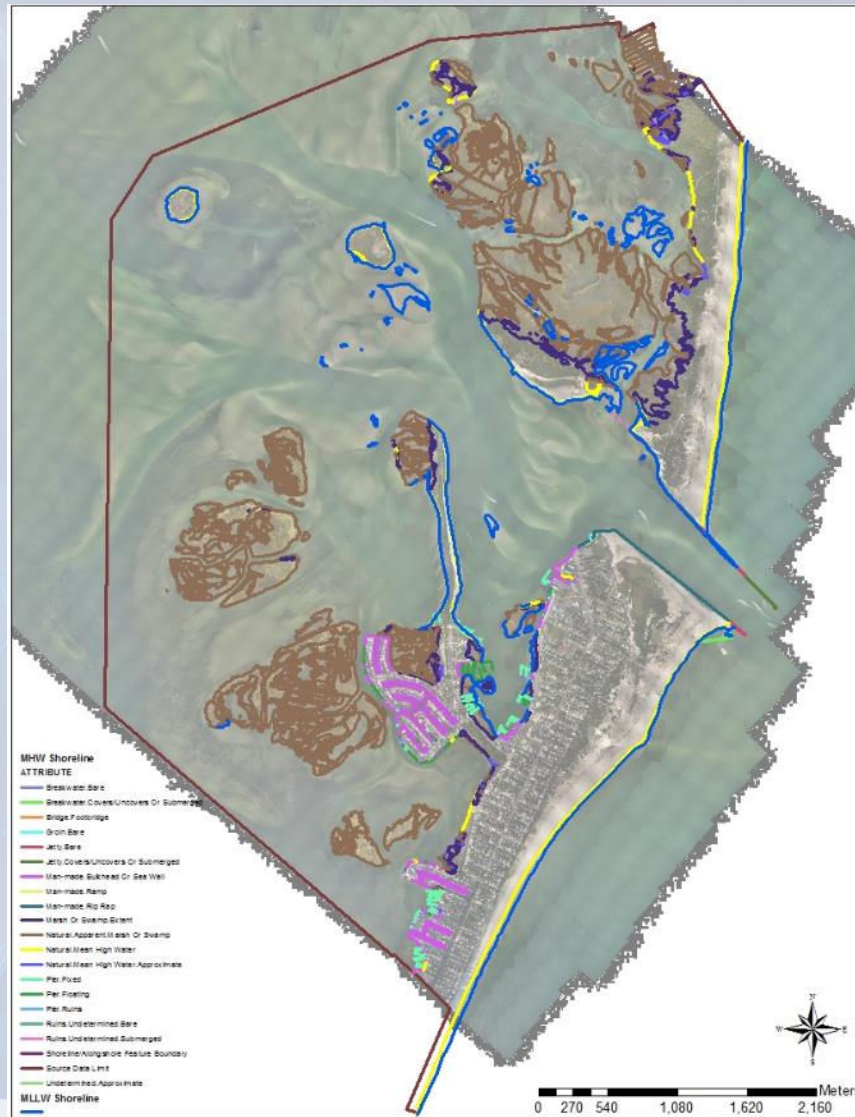 MHW Shoreline
ATTRIBUTE
Breakwater.Bare
Breakwater.Covers/Uncovers Or Submerged
Bridge.Footbridge
Groin.Bare
Jetty.Bare
Jetty.Covers/Uncovers Or Submerged
Man-made.Bulkhead Or Sea Wall
Man-made.Ramp
Man-made.Rip Rap
Marsh Or Swamp.Extent
Natural.Apparent.Marsh Or Swamp
Natural.Mean High Water
Natural.Mean High Water.Approximate
Pier.Fixed
Pier.Floating
Pier.Ruins
Ruins.Undetermined.Bare
Ruins.Undetermined.Submerged
Shoreline/Alongshore Feature Boundary
Source Data Limit
Undetermined.Approximate
MLLW Shoreline
N
W E
S
Meter
0 270 540 1,080 1,620 2,160